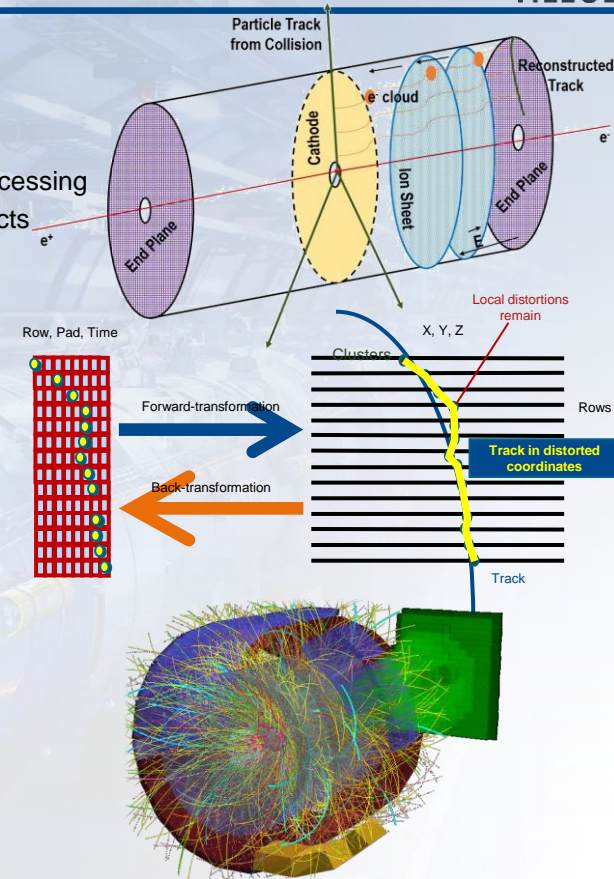 Particle Track
from Collision
Reconstructed
Track
e⁻ cloud
Cathode
Ion Sheet
End Plane
E
e⁻
cessing
cts
e⁺
End Plane
Row, Pad, Time
X, Y, Z
Local distortions
remain
Clusters
Forward-transformation
Rows
Track in distorted
coordinates
Back-transformation
Track